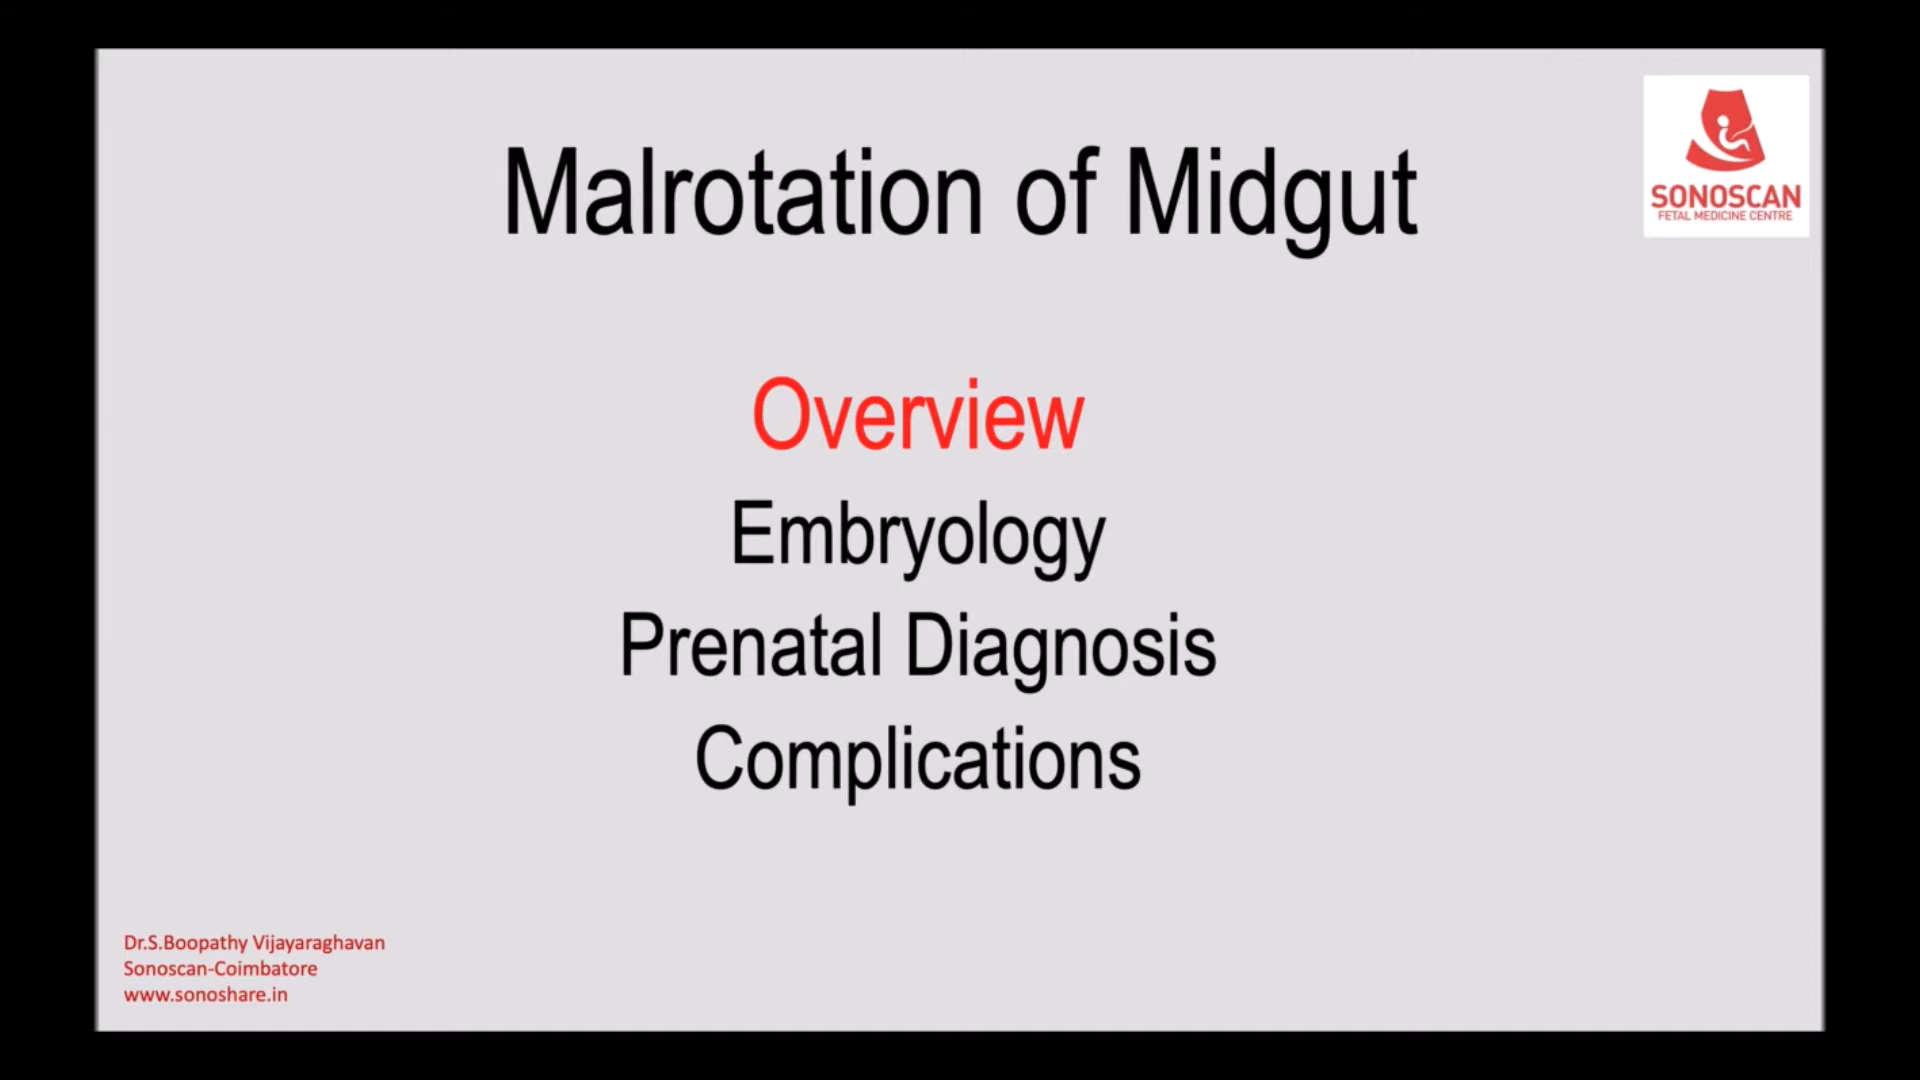 Malrotation of Midgut
SONOSCAN
FETAL MEDICINE CENTRE
Overview
Embryology
Prenatal Diagnosis
Complications
Dr.S.Boopathy Vijayaraghavan
Sonoscan-Coimbatore
www.sonoshare.in